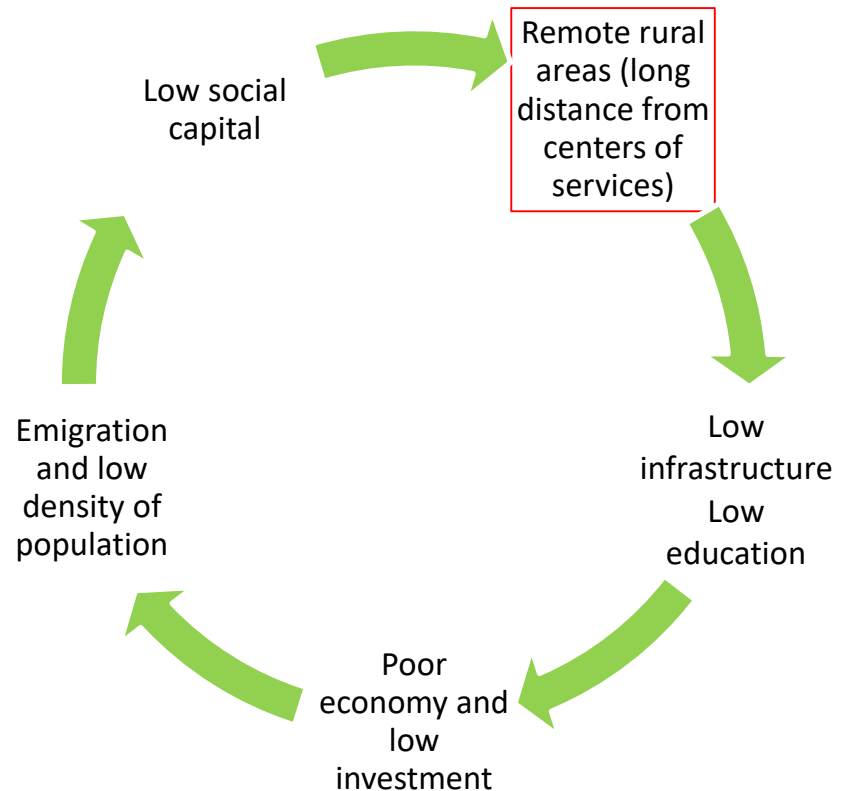 Remote rural
areas (long
distance from
centers of
services)
Low
infrastructure
Low
education
Poor
economy and
low
investment
Emigration
and low
density of
population
Low social
capital